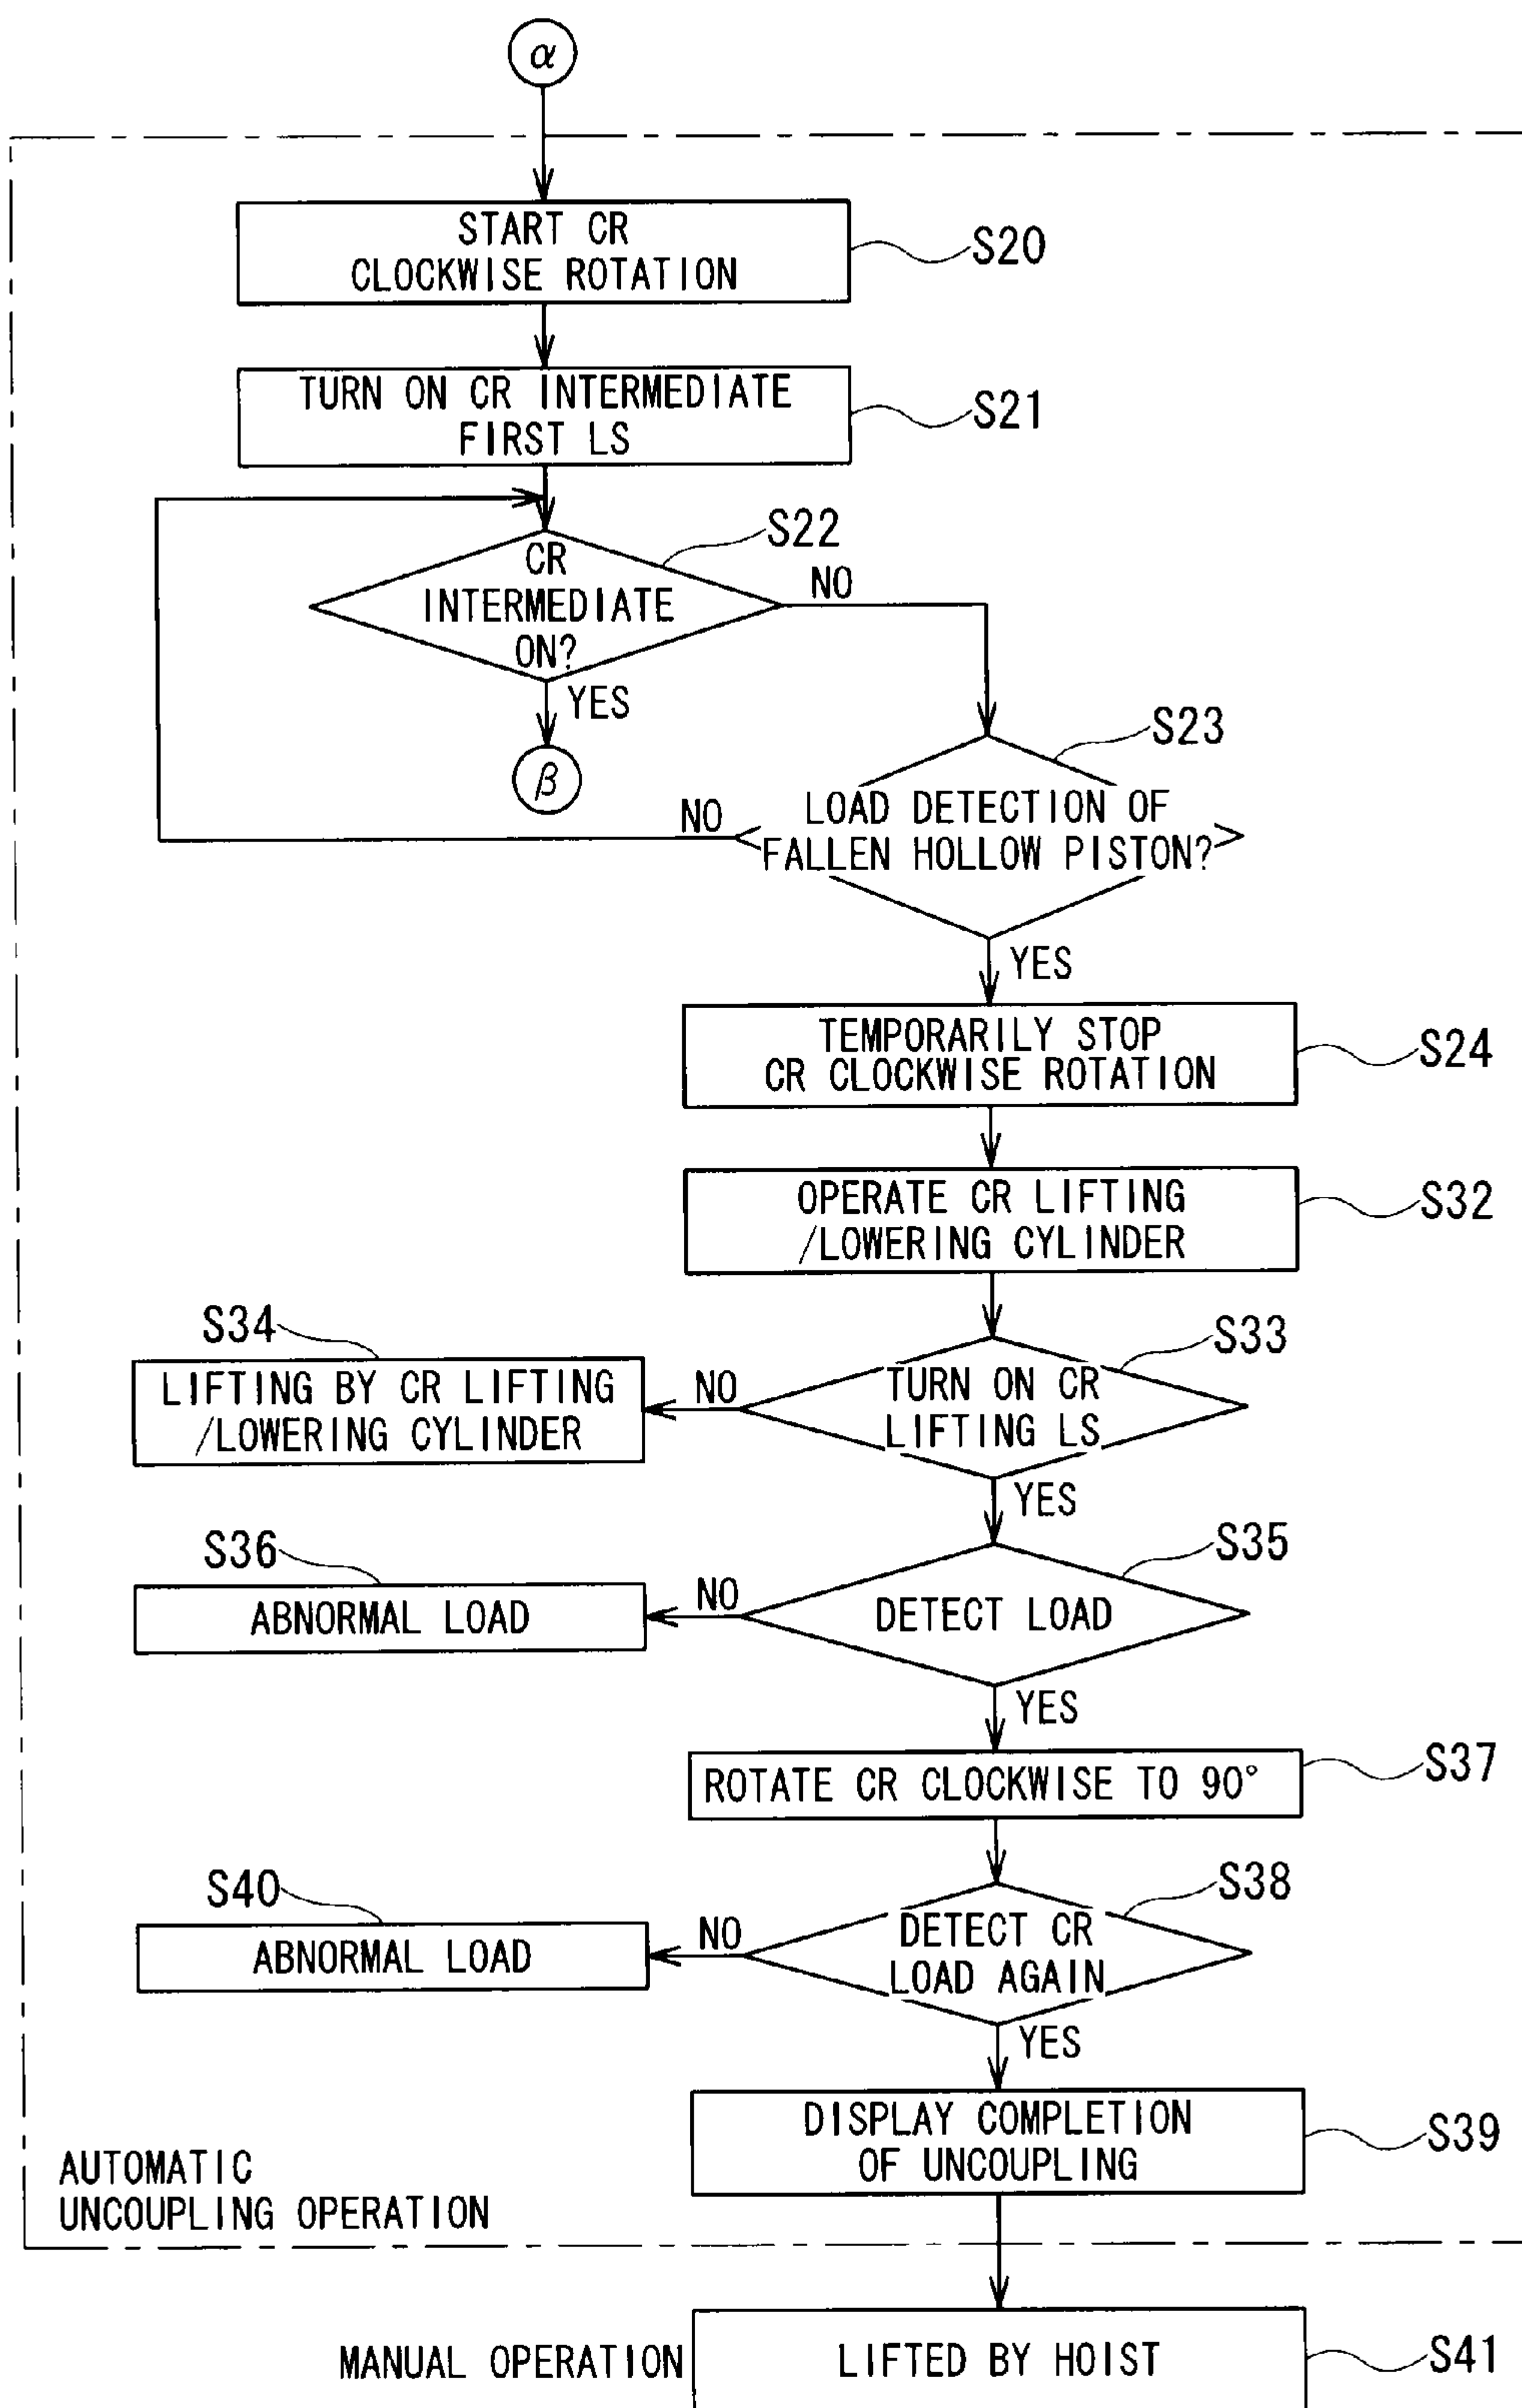 α
START CR
CLOCKWISE ROTATION
S20
TURN ON CR INTERMEDIATE
FIRST LS
S21
S22
CR
INTERMEDIATE
ON?
NO
YES
β
S23
NO
LOAD DETECTION OF
FALLEN HOLLOW PISTON?
YES
TEMPORARILY STOP
CR CLOCKWISE ROTATION
S24
OPERATE CR LIFTING
/LOWERING CYLINDER
S32
S34
LIFTING BY CR LIFTING
/LOWERING CYLINDER
NO
S33
TURN ON CR
LIFTING LS
YES
S36
ABNORMAL LOAD
NO
S35
DETECT LOAD
YES
ROTATE CR CLOCKWISE TO 90°
S37
S40
ABNORMAL LOAD
NO
S38
DETECT CR
LOAD AGAIN
YES
DISPLAY COMPLETION
OF UNCOUPLING
S39
AUTOMATIC
UNCOUPLING OPERATION
MANUAL OPERATION
LIFTED BY HOIST
S41